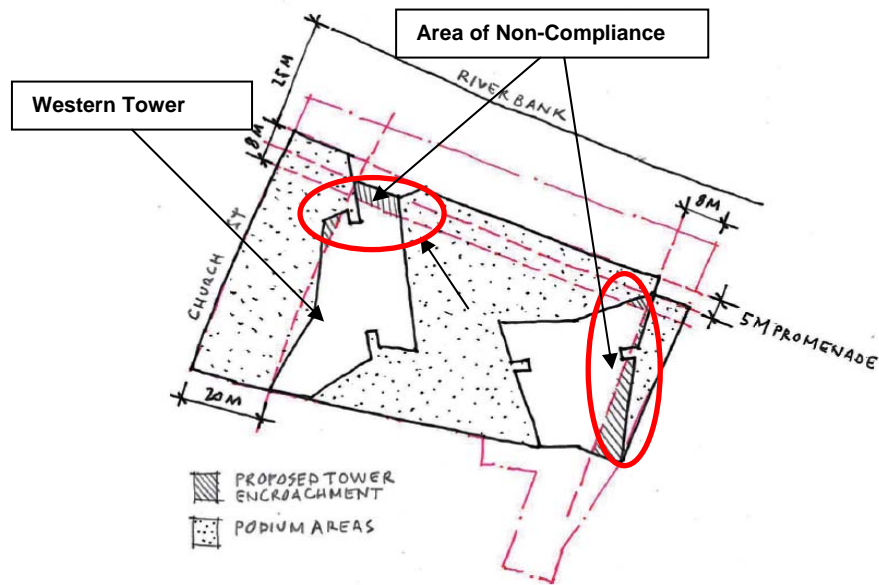 Area of Non-Compliance
Western Tower
25M
RIVER BANK
8M
8M
CHURCH ST
5M PROMENADE
20M
PROPOSED TOWER
ENCROACHMENT
PODIUM AREAS